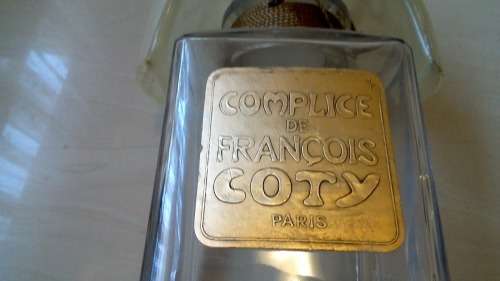 COMPLICE
DE
FRANÇOIS
COTY
PARIS